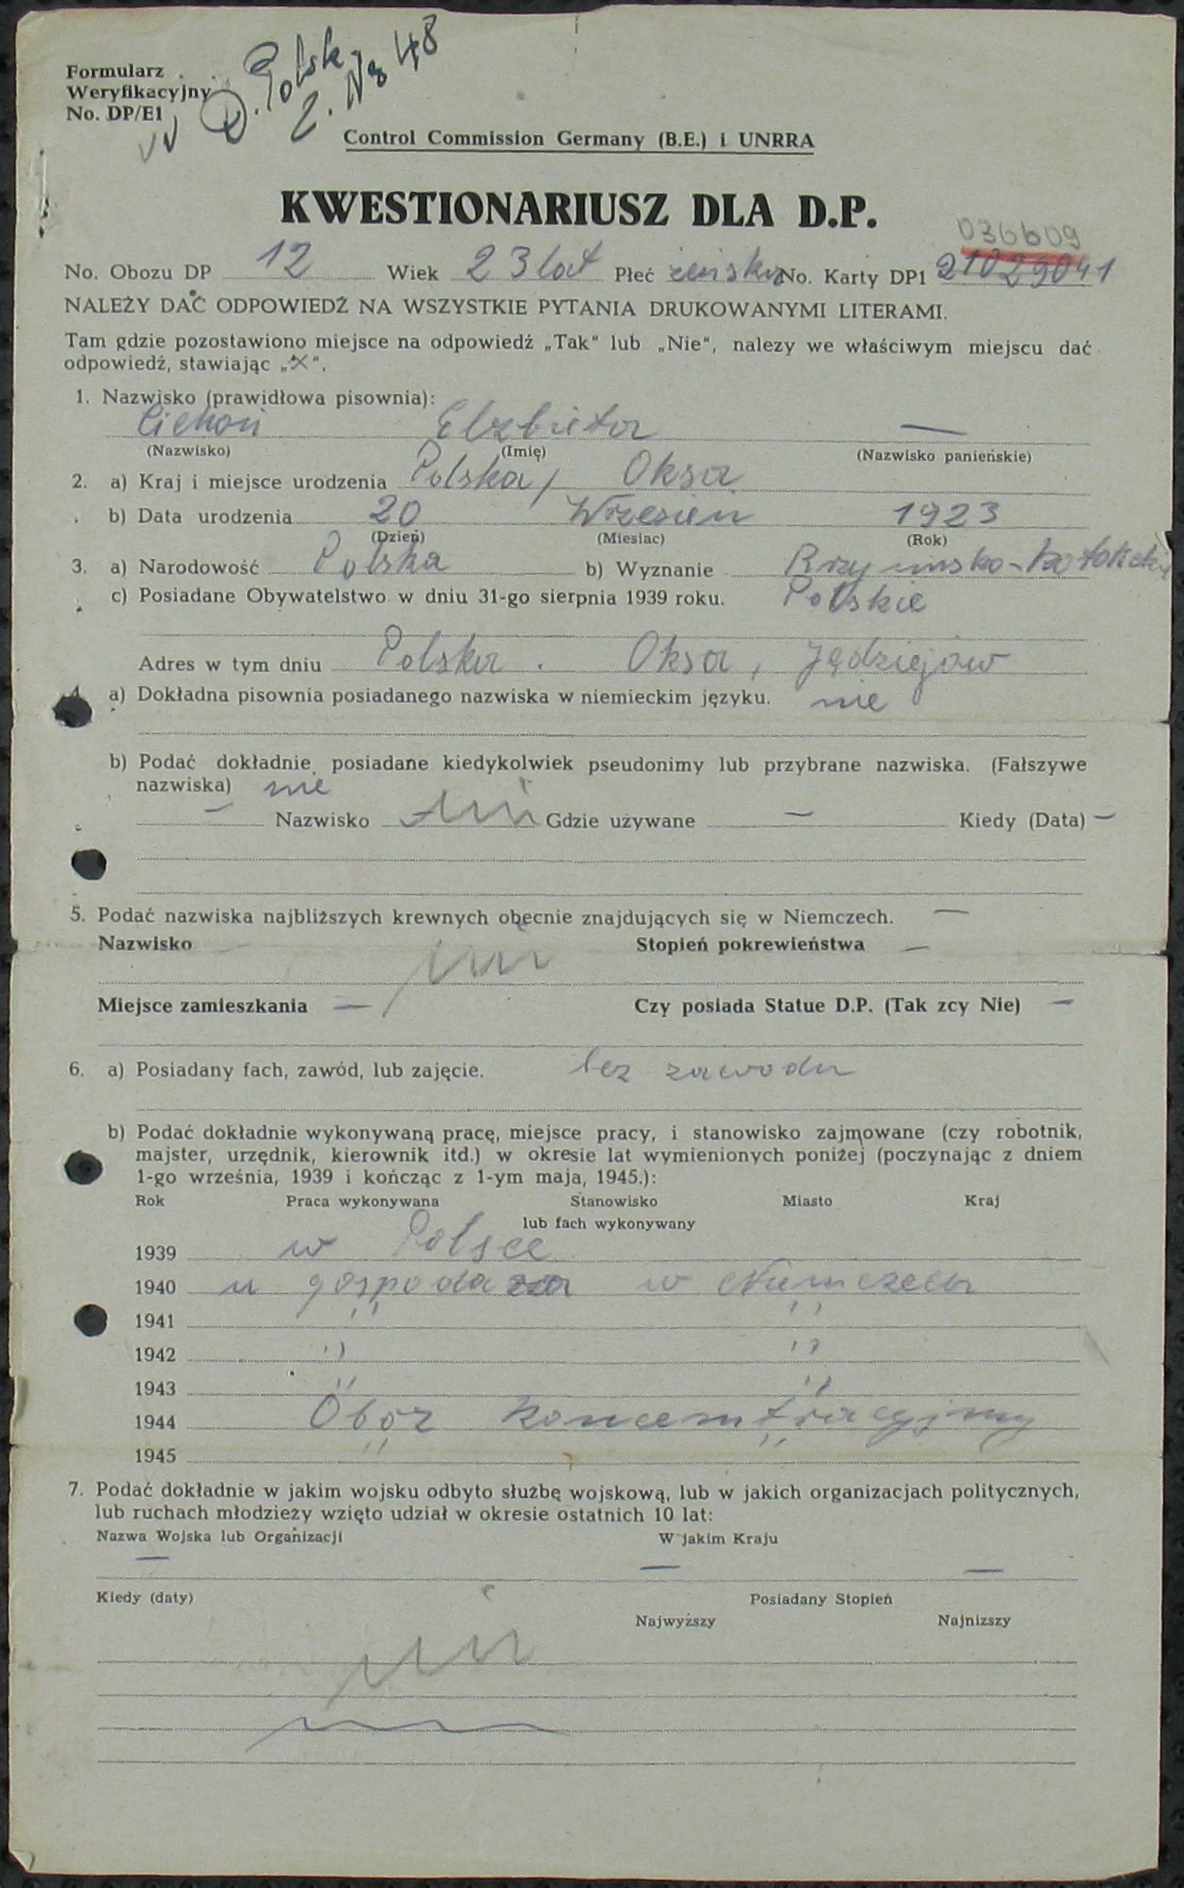 Formularz
Weryfikacyjny
No. DP/E1
D. Polsk.
2. No 48
Control Commission Germany (B.E.) i UNRRA
KWESTIONARIUSZ DLA D.P.
036609
No. Obozu DP 12 Wiek 23 lat Płeć żeńska No. Karty DP1 21029041
NALEŻY DAĆ ODPOWIEDŹ NA WSZYSTKIE PYTANIA DRUKOWANYMI LITERAMI.
Tam gdzie pozostawiono miejsce na odpowiedź „Tak“ lub „Nie“, nalezy we właściwym miejscu dać
odpowiedź, stawiając „X“.
1. Nazwisko (prawidłowa pisownia):
Cichoń Elzbieta —
(Nazwisko) (Imię) (Nazwisko panieńskie)
2. a) Kraj i miejsce urodzenia Polska, Oksa
b) Data urodzenia 20 Wrzesień 1923
(Dzień) (Miesiac) (Rok)
3. a) Narodowość Polska b) Wyznanie Rzymsko-katolickie
c) Posiadane Obywatelstwo w dniu 31-go sierpnia 1939 roku. Polskie
Adres w tym dniu Polska. Oksa, Jędziejów
4. a) Dokładna pisownia posiadanego nazwiska w niemieckim języku. nie
b) Podać dokładnie posiadane kiedykolwiek pseudonimy lub przybrane nazwiska. (Fałszywe
nazwiska) nie
— Nazwisko Gdzie używane — Kiedy (Data) —
5. Podać nazwiska najbliższych krewnych obecnie znajdujących się w Niemczech. —
Nazwisko Stopień pokrewieństwa —
Miejsce zamieszkania — Czy posiada Statue D.P. (Tak zcy Nie) —
6. a) Posiadany fach, zawód, lub zajęcie. bez zawodu
b) Podać dokładnie wykonywaną pracę, miejsce pracy, i stanowisko zajmowane (czy robotnik,
majster, urzędnik, kierownik itd.) w okresie lat wymienionych poniżej (poczynając z dniem
1-go września, 1939 i kończąc z 1-ym maja, 1945.):
Rok Praca wykonywana Stanowisko Miasto Kraj
lub fach wykonywany
1939 w Polsce
1940 u gospodaza w Niemczech
1941 " "
1942 " "
1943 " "
1944 Obóz koncentracyjny
1945 " "
7. Podać dokładnie w jakim wojsku odbyto służbę wojskową, lub w jakich organizacjach politycznych,
lub ruchach młodzieży wzięto udział w okresie ostatnich 10 lat:
Nazwa Wojska lub Organizacji W jakim Kraju
— — —
Kiedy (daty) Posiadany Stopień
Najwyższy Najnizszy